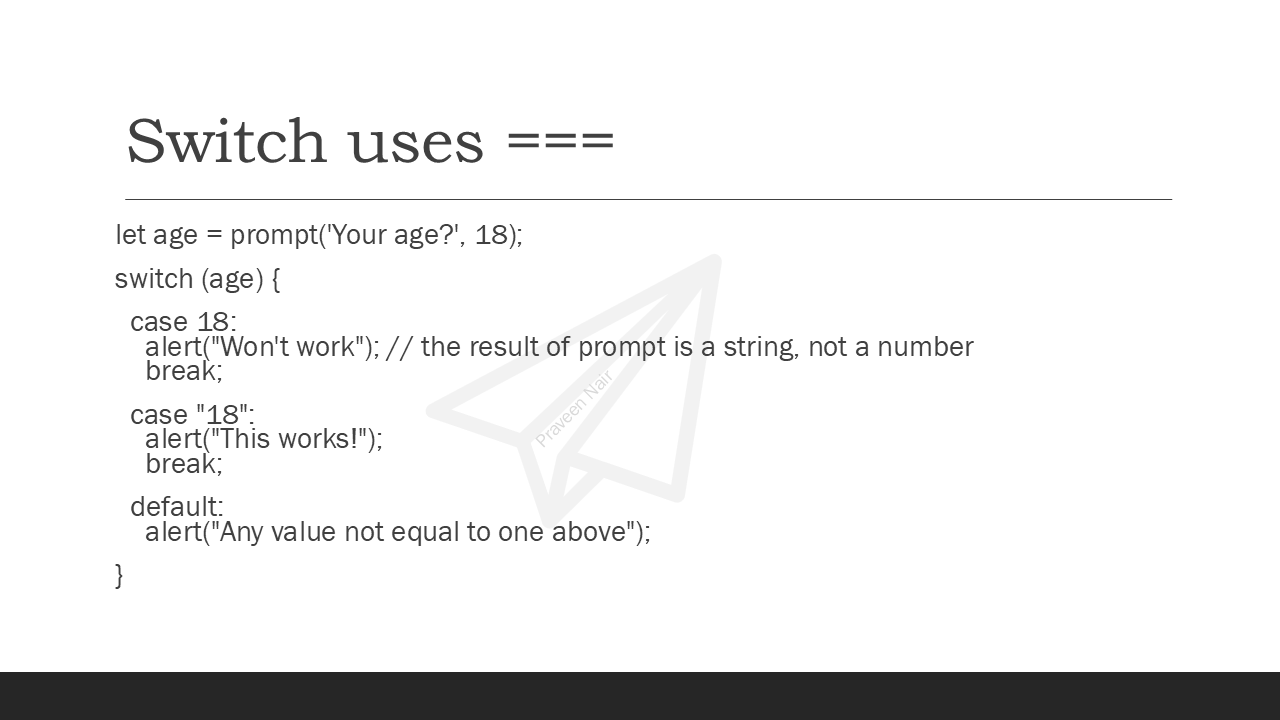 Switch uses ===
let age = prompt('Your age?', 18);
switch (age) {
case 18:
alert("Won't work"); // the result of prompt is a string, not a number
break;
case "18":
alert("This works!");
break;
default:
alert("Any value not equal to one above");
}
Praveen Nair